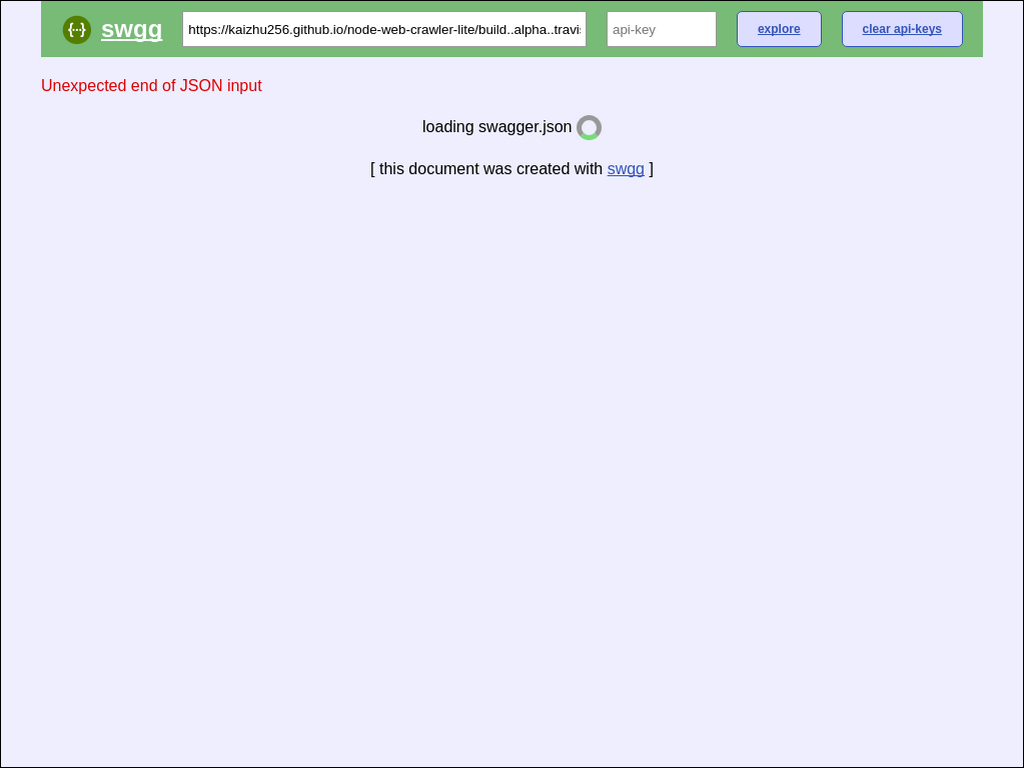 {···} swgg https://kaizhu256.github.io/node-web-crawler-lite/build..alpha..travi api-key explore clear api-keys
Unexpected end of JSON input
loading swagger.json
[ this document was created with swgg ]